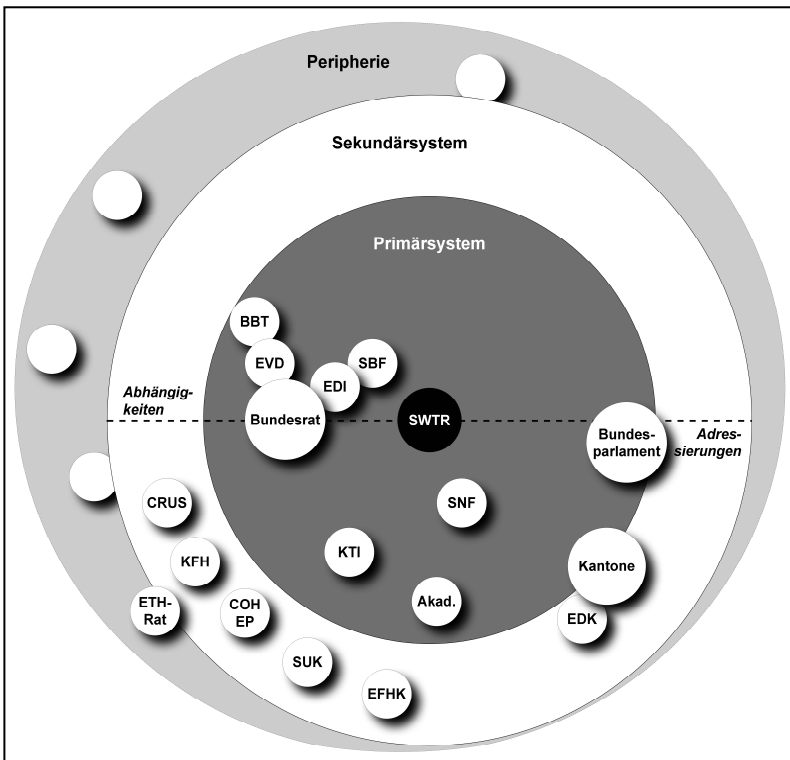 Peripherie
Sekundärsystem
Primärsystem
BBT
EVD
SBF
EDI
Abhängig-
keiten
Bundesrat
SWTR
Bundes-
parlament
Adres-
sierungen
CRUS
SNF
KFH
KTI
Kantone
ETH-
Rat
COH
EP
Akad.
EDK
SUK
EFHK